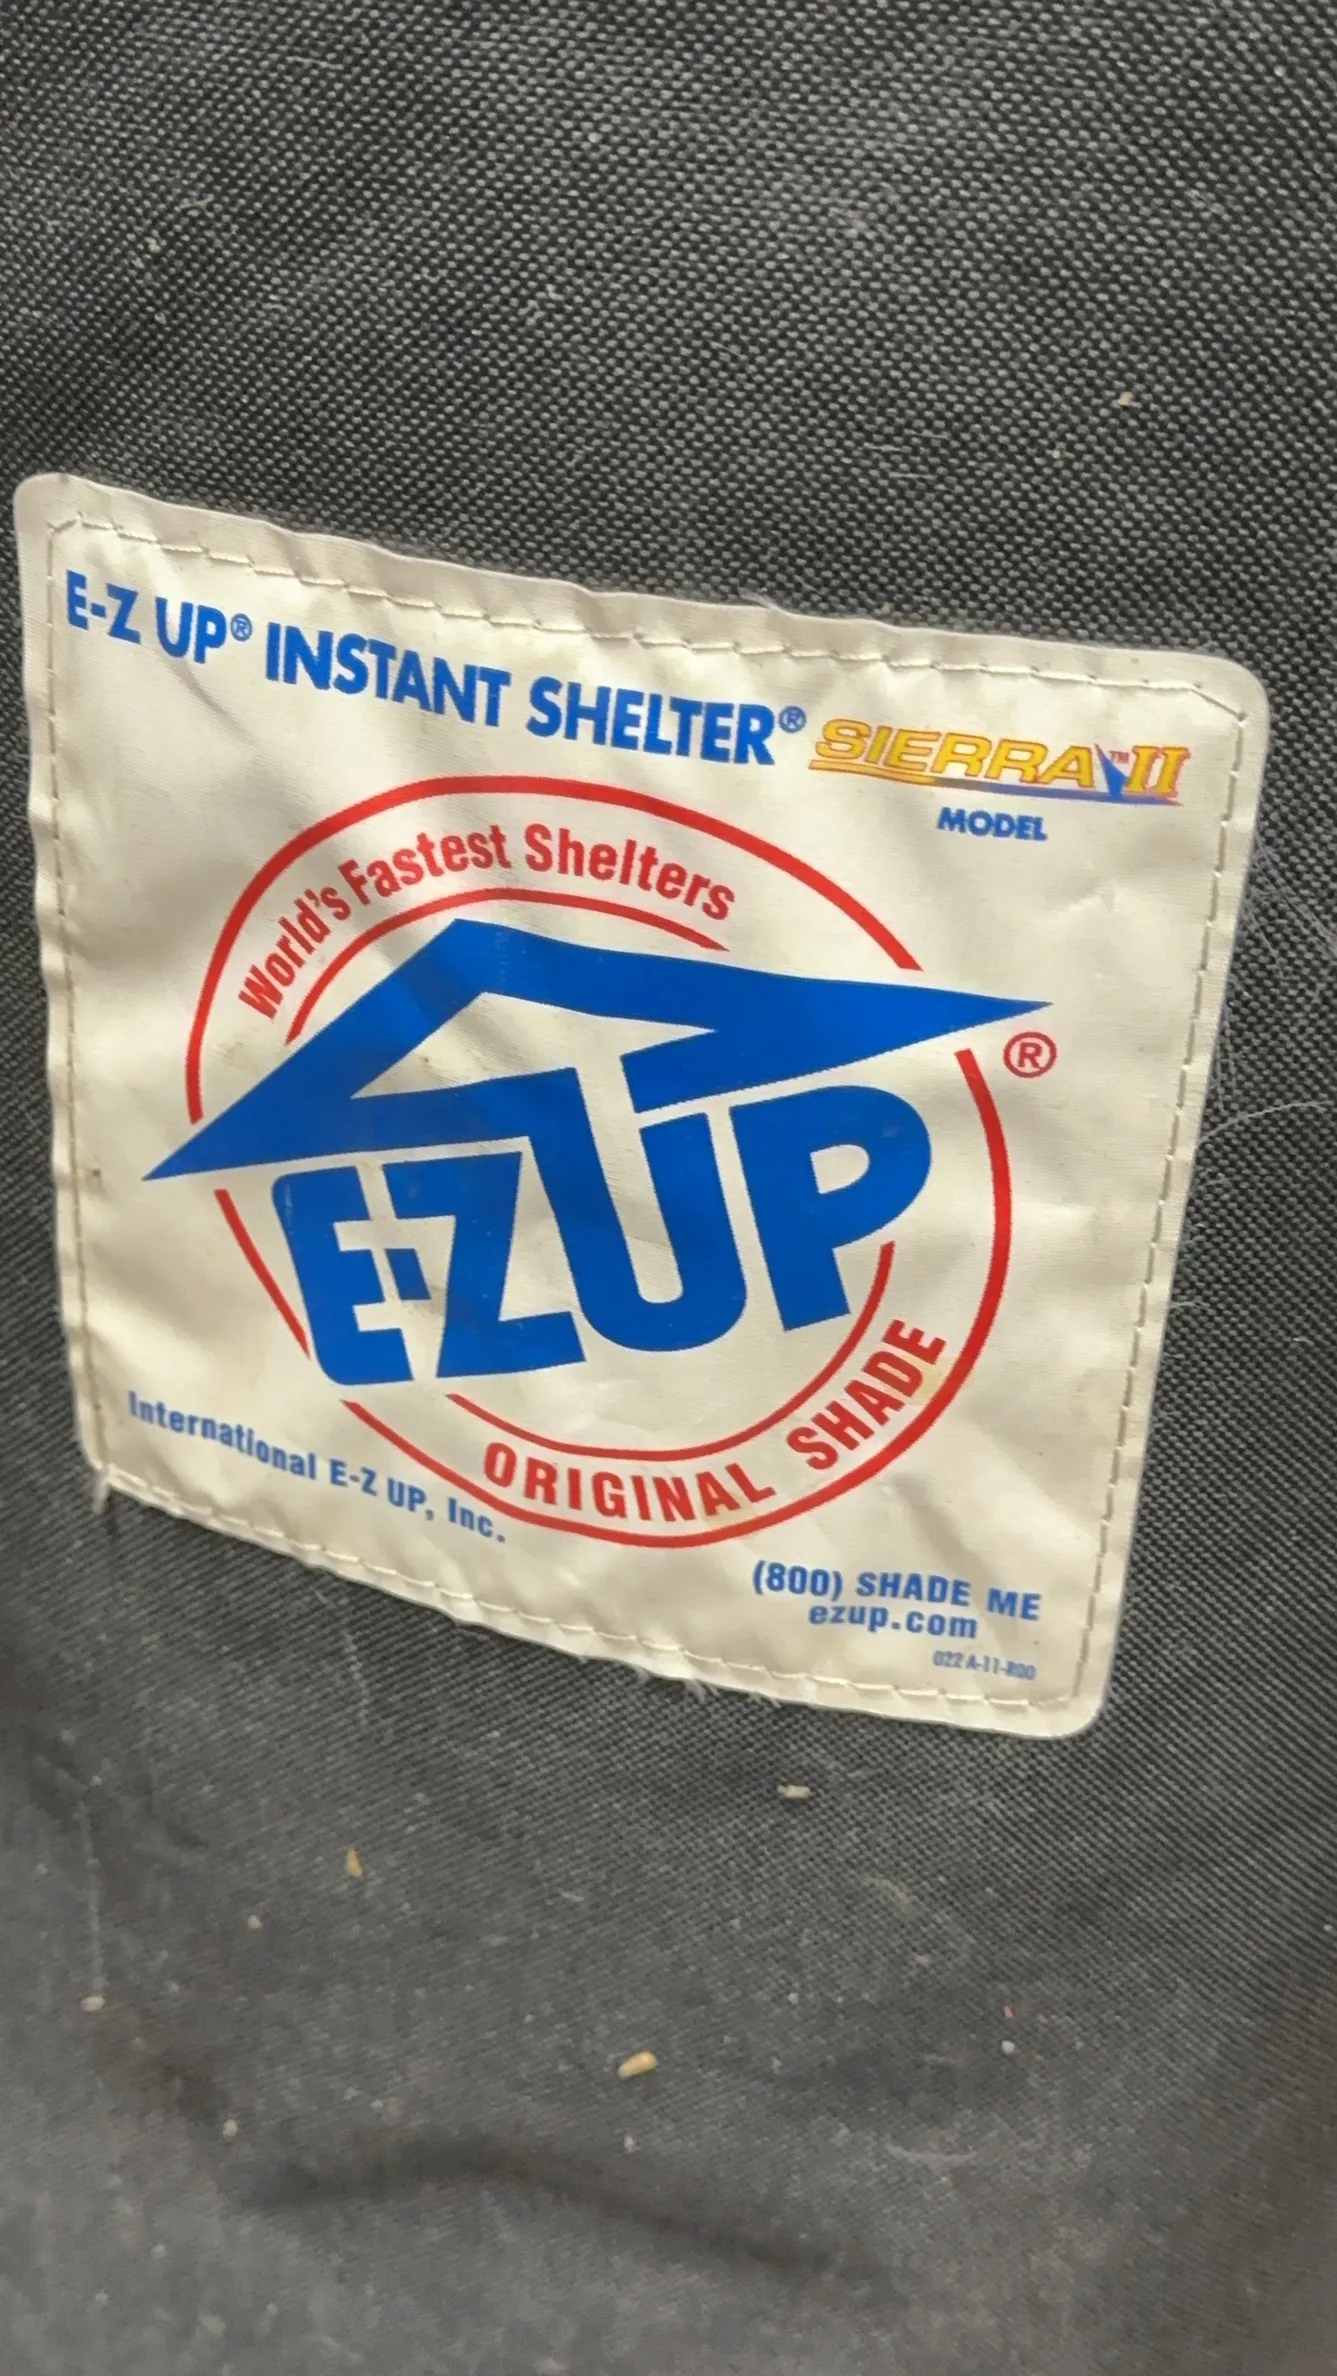 E-Z UP® INSTANT SHELTER® SIERRA™ II
MODEL
World's Fastest Shelters
E-Z UP ®
ORIGINAL SHADE
International E-Z UP, Inc.
(800) SHADE ME
ezup.com
022 A-11-R00